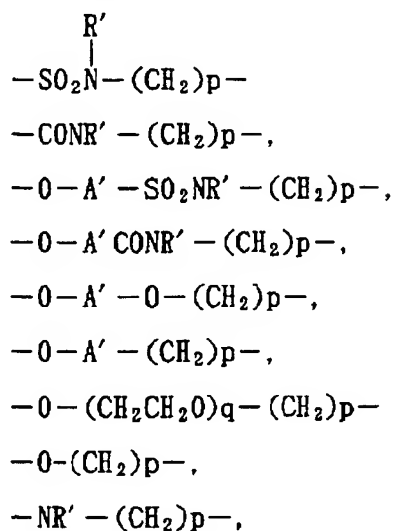 R′
—SO₂N—(CH₂)p—
—CONR′—(CH₂)p—,
—O—A′—SO₂NR′—(CH₂)p—,
—O—A′CONR′—(CH₂)p—,
—O—A′—O—(CH₂)p—,
—O—A′—(CH₂)p—,
—O—(CH₂CH₂O)q—(CH₂)p—
—O-(CH₂)p—,
—NR′—(CH₂)p—,